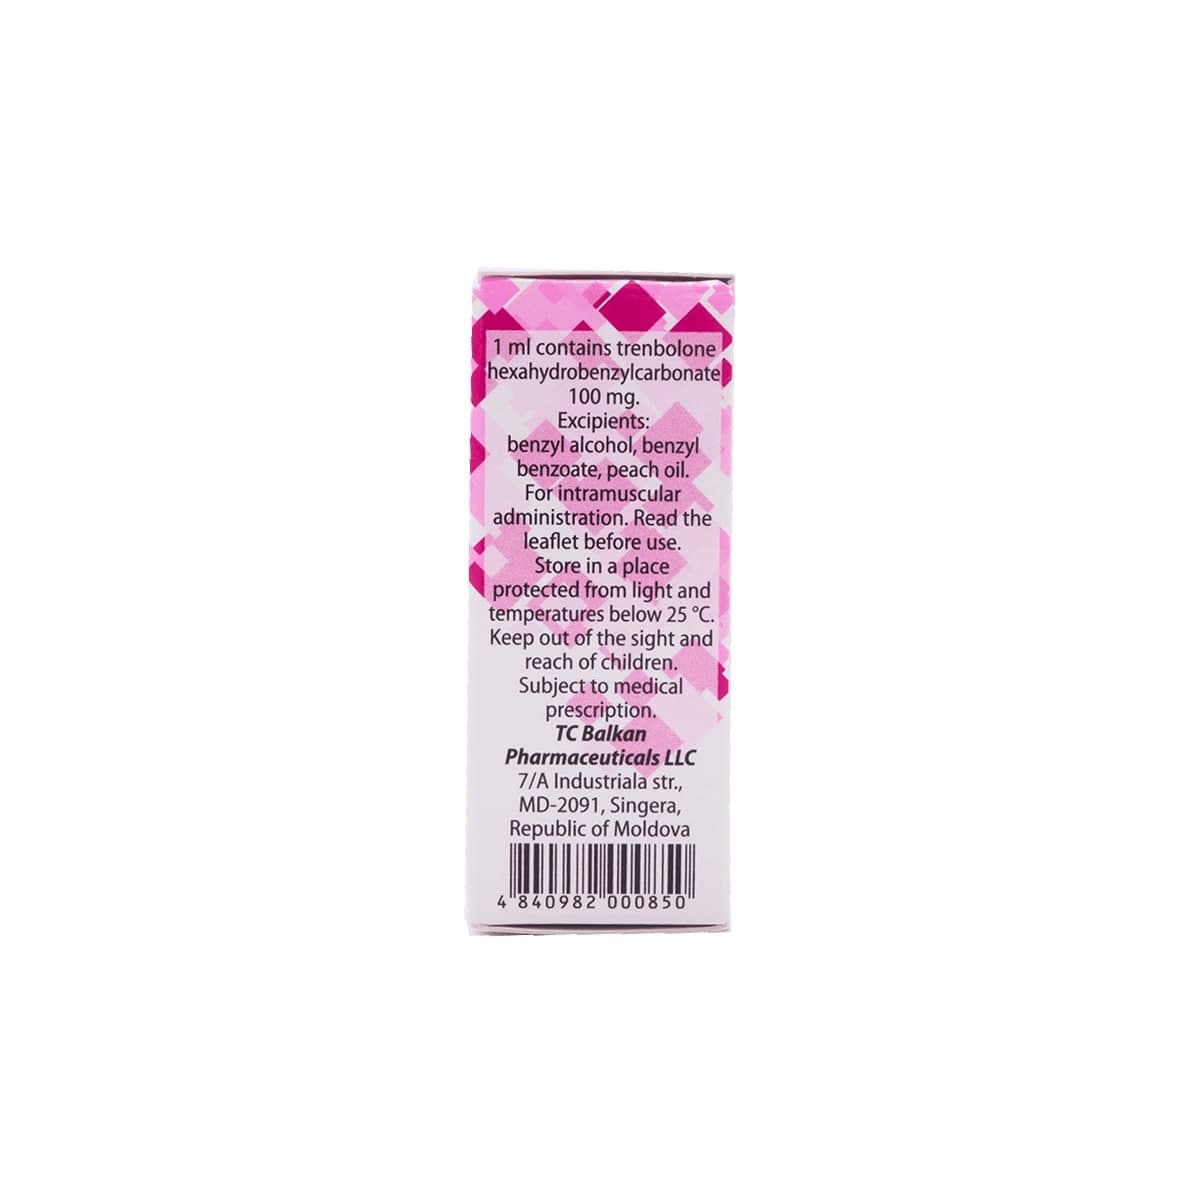 1 ml contains trenbolone
hexahydrobenzylcarbonate
100 mg.
Excipients:
benzyl alcohol, benzyl
benzoate, peach oil.
For intramuscular
administration. Read the
leaflet before use.
Store in a place
protected from light and
temperatures below 25 °C.
Keep out of the sight and
reach of children.
Subject to medical
prescription.
TC Balkan
Pharmaceuticals LLC
7/A Industriala str.,
MD-2091, Singera,
Republic of Moldova
4 840982 000850